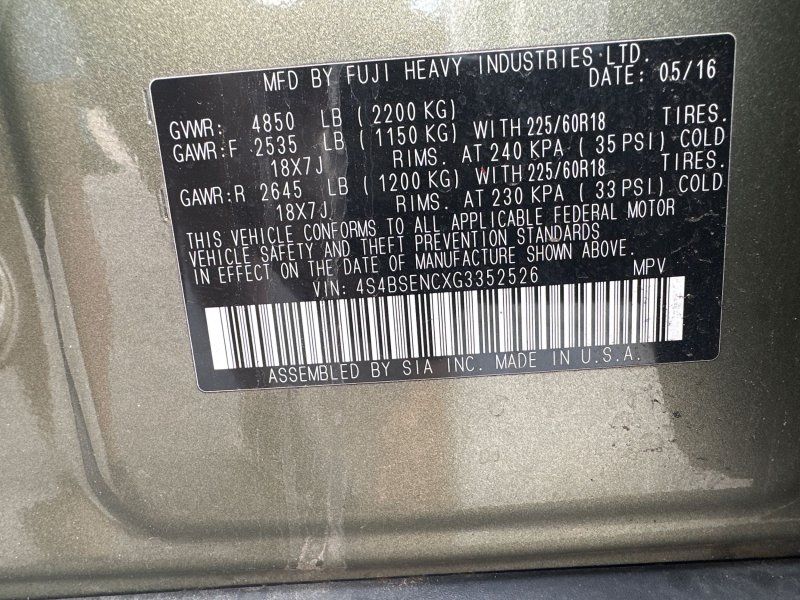 MFD BY FUJI HEAVY INDUSTRIES LTD.
DATE: 05/16
GVWR: 4850 LB (2200 KG)
GAWR:F 2535 LB (1150 KG) WITH 225/60R18 TIRES.
18X7J RIMS. AT 240 KPA (35 PSI) COLD
GAWR:R 2645 LB (1200 KG) WITH 225/60R18 TIRES.
18X7J RIMS. AT 230 KPA (33 PSI) COLD
THIS VEHICLE CONFORMS TO ALL APPLICABLE FEDERAL MOTOR
VEHICLE SAFETY AND THEFT PREVENTION STANDARDS
IN EFFECT ON THE DATE OF MANUFACTURE SHOWN ABOVE.
VIN: 4S4BSENCXG3352526 MPV
ASSEMBLED BY SIA INC. MADE IN U.S.A.